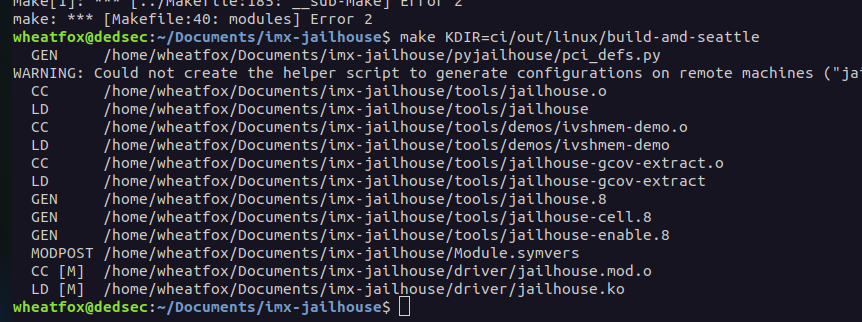 make[1]: *** [../Makefile:185: __sub-make] Error 2
make: *** [Makefile:40: modules] Error 2
wheatfox@dedsec:~/Documents/imx-jailhouse$ make KDIR=ci/out/linux/build-amd-seattle
GEN /home/wheatfox/Documents/imx-jailhouse/pyjailhouse/pci_defs.py
WARNING: Could not create the helper script to generate configurations on remote machines ("jai
CC /home/wheatfox/Documents/imx-jailhouse/tools/jailhouse.o
LD /home/wheatfox/Documents/imx-jailhouse/tools/jailhouse
CC /home/wheatfox/Documents/imx-jailhouse/tools/demos/ivshmem-demo.o
LD /home/wheatfox/Documents/imx-jailhouse/tools/demos/ivshmem-demo
CC /home/wheatfox/Documents/imx-jailhouse/tools/jailhouse-gcov-extract.o
LD /home/wheatfox/Documents/imx-jailhouse/tools/jailhouse-gcov-extract
GEN /home/wheatfox/Documents/imx-jailhouse/tools/jailhouse.8
GEN /home/wheatfox/Documents/imx-jailhouse/tools/jailhouse-cell.8
GEN /home/wheatfox/Documents/imx-jailhouse/tools/jailhouse-enable.8
MODPOST /home/wheatfox/Documents/imx-jailhouse/Module.symvers
CC [M] /home/wheatfox/Documents/imx-jailhouse/driver/jailhouse.mod.o
LD [M] /home/wheatfox/Documents/imx-jailhouse/driver/jailhouse.ko
wheatfox@dedsec:~/Documents/imx-jailhouse$